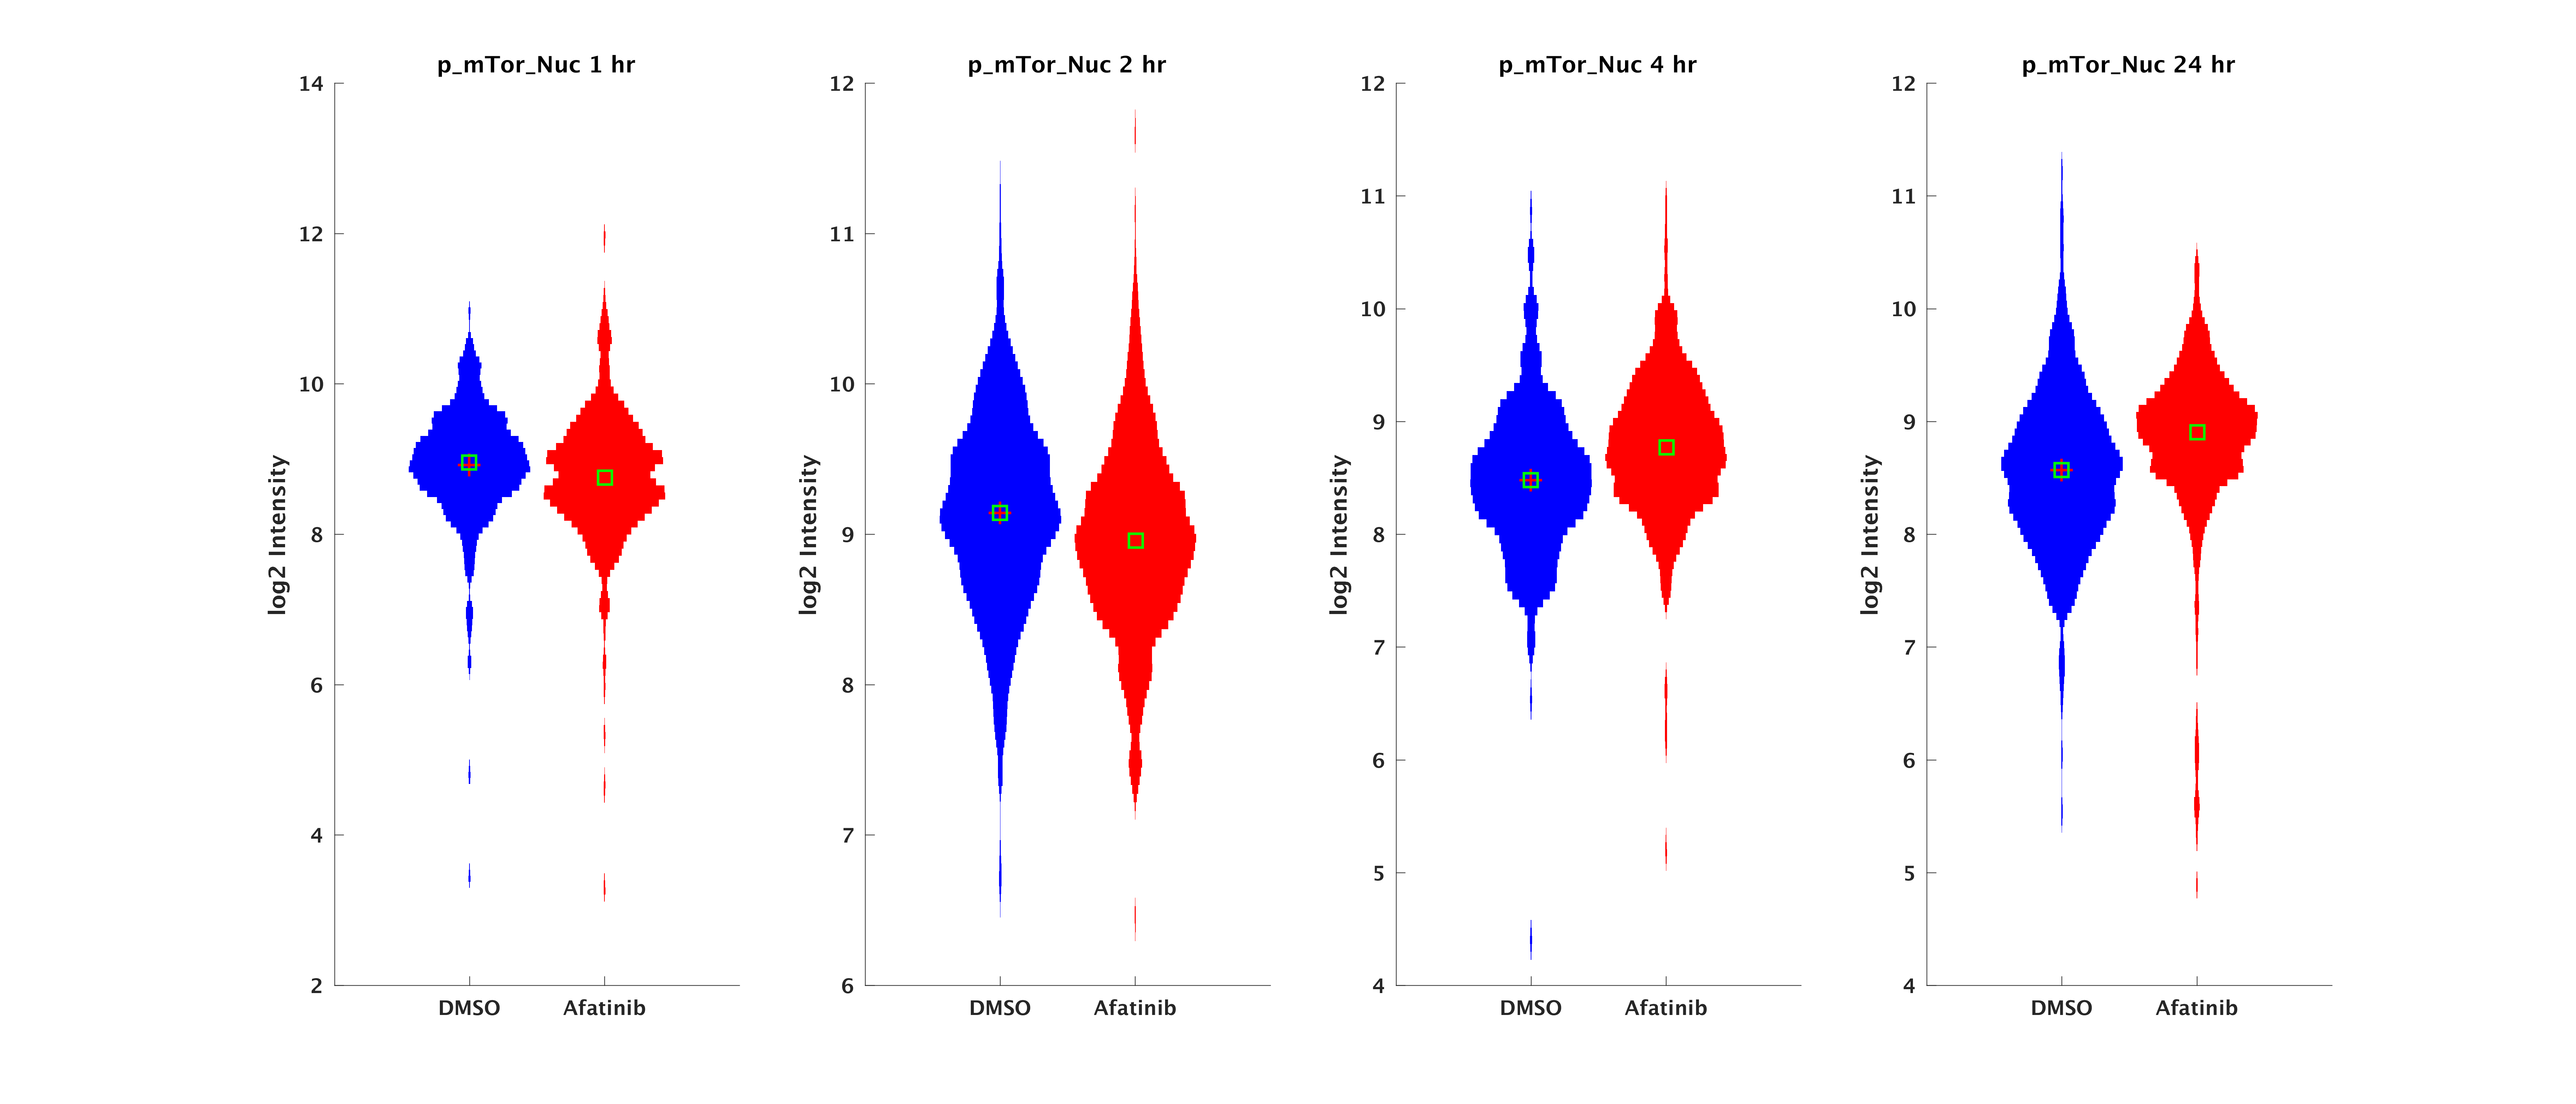 p_mTor_Nuc 1 hr
14
12
10
8
6
4
2
log2 Intensity
DMSO
Afatinib
p_mTor_Nuc 2 hr
12
11
10
9
8
7
6
log2 Intensity
DMSO
Afatinib
p_mTor_Nuc 4 hr
12
11
10
9
8
7
6
5
4
log2 Intensity
DMSO
Afatinib
p_mTor_Nuc 24 hr
12
11
10
9
8
7
6
5
4
log2 Intensity
DMSO
Afatinib